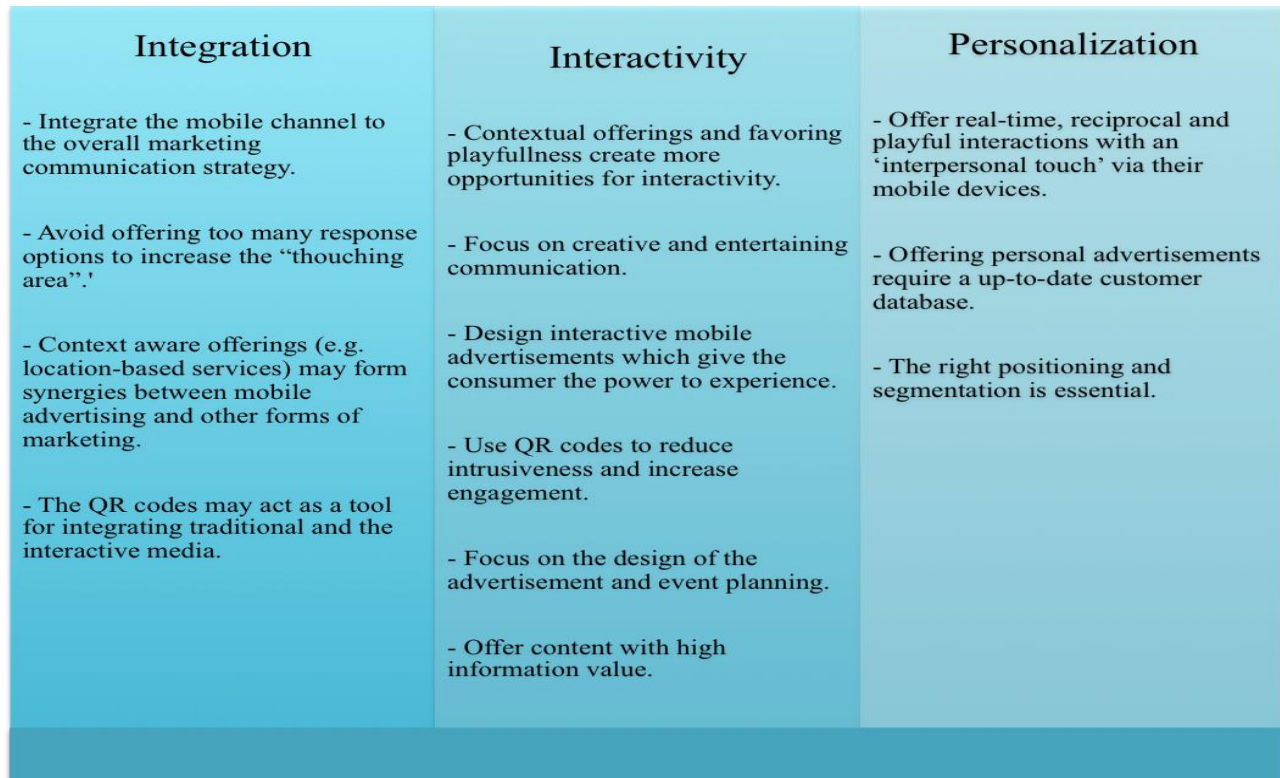 Integration
- Integrate the mobile channel to
the overall marketing
communication strategy.
- Avoid offering too many response
options to increase the “thouching
area”.'
- Context aware offerings (e.g.
location-based services) may form
synergies between mobile
advertising and other forms of
marketing.
- The QR codes may act as a tool
for integrating traditional and the
interactive media.
Interactivity
- Contextual offerings and favoring
playfullness create more
opportunities for interactivity.
- Focus on creative and entertaining
communication.
- Design interactive mobile
advertisements which give the
consumer the power to experience.
- Use QR codes to reduce
intrusiveness and increase
engagement.
- Focus on the design of the
advertisement and event planning.
- Offer content with high
information value.
Personalization
- Offer real-time, reciprocal and
playful interactions with an
‘interpersonal touch’ via their
mobile devices.
- Offering personal advertisements
require a up-to-date customer
database.
- The right positioning and
segmentation is essential.